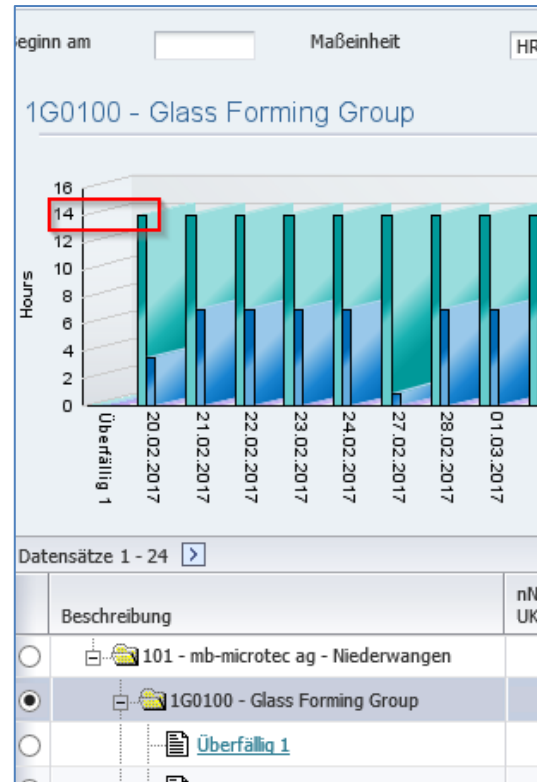 eginn am Maßeinheit HR
1G0100 - Glass Forming Group
16
14
12
10
8
6
4
2
0
Hours
Überfällig 1
20.02.2017
21.02.2017
22.02.2017
23.02.2017
24.02.2017
27.02.2017
28.02.2017
01.03.2017
Datensätze 1 - 24
nN
Beschreibung UK
101 - mb-microtec ag - Niederwangen
1G0100 - Glass Forming Group
Überfällig 1